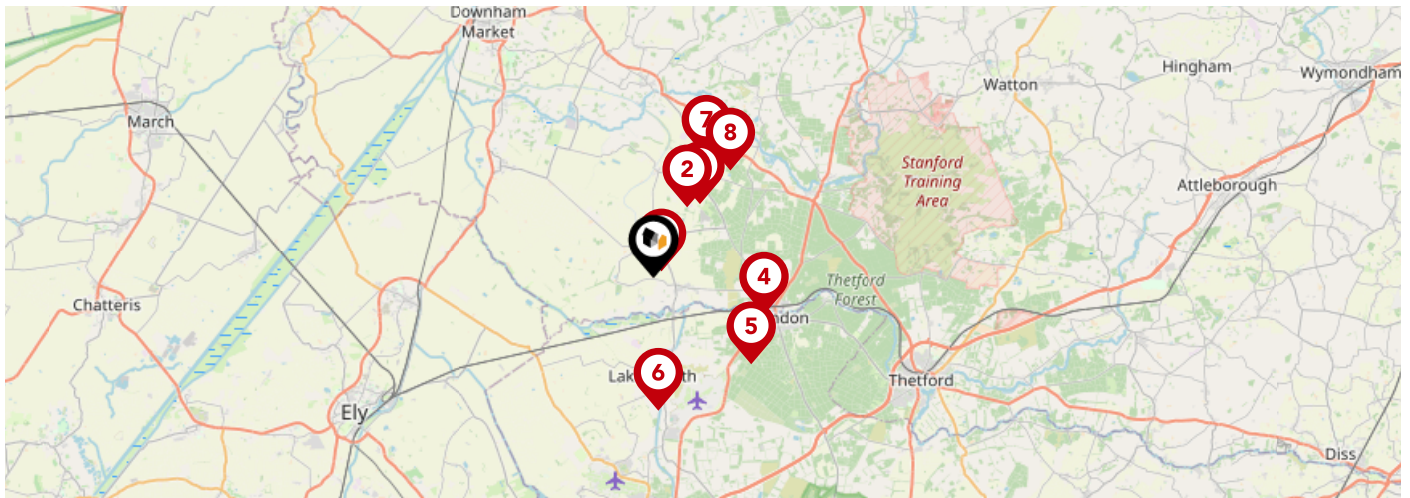 Downham
Market
Hingham
Wymondham
Watton
March
7
8
2
Stanford
Training
Area
Attleborough
4
Thetford
Forest
Chatteris
5
6
Thetford
Ely
Diss